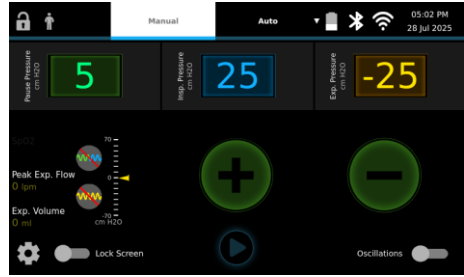 Manual
Auto
05:02 PM
28 Jul 2025
Pause Pressure
cm H2O
5
Insp. Pressure
cm H2O
25
Exp. Pressure
cm H2O
-25
SpO2
70
Peak Exp. Flow
0 lpm
0
Exp. Volume
0 ml
-70
cm H2O
Lock Screen
Oscillations